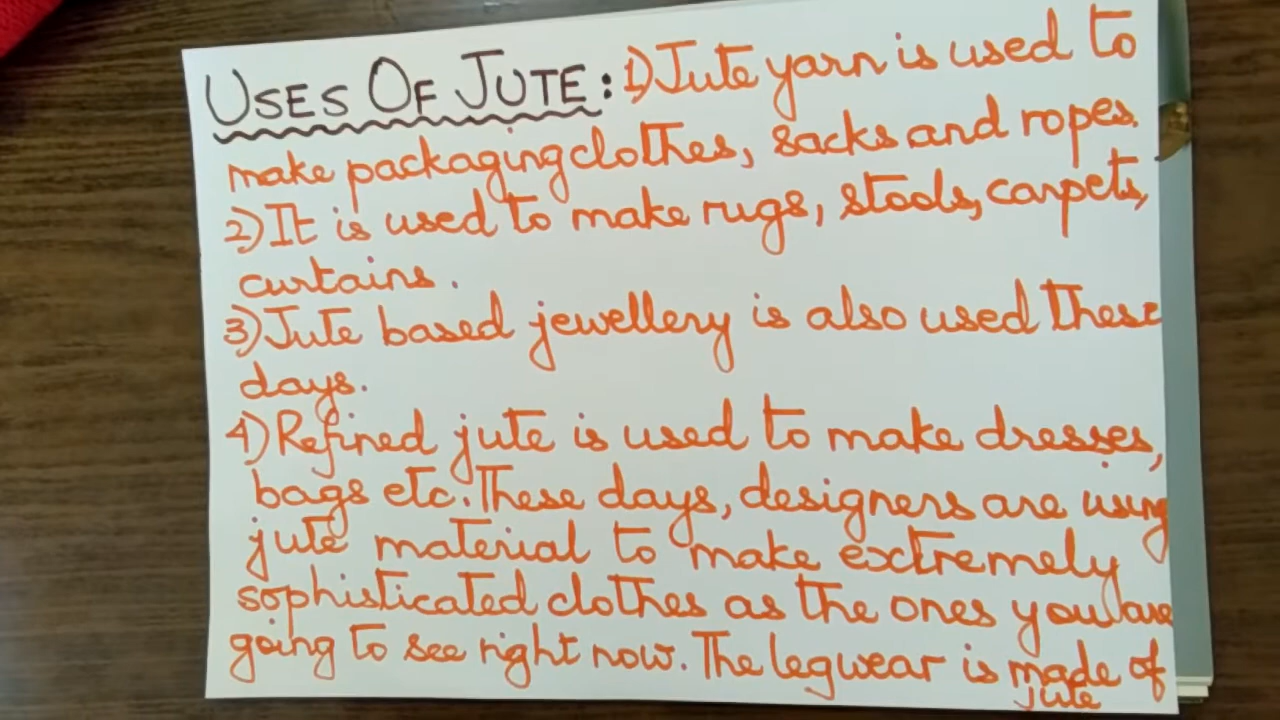 USES OF JUTE: 1) Jute yarn is used to
make packaging clothes, sacks and ropes.
2) It is used to make rugs, stools, carpets,
curtains.
3) Jute based jewellery is also used these
days.
4) Refined jute is used to make dresses,
bags etc. These days, designers are using
jute material to make extremely
sophisticated clothes as the ones you are
going to see right now. The legwear is made of
jute